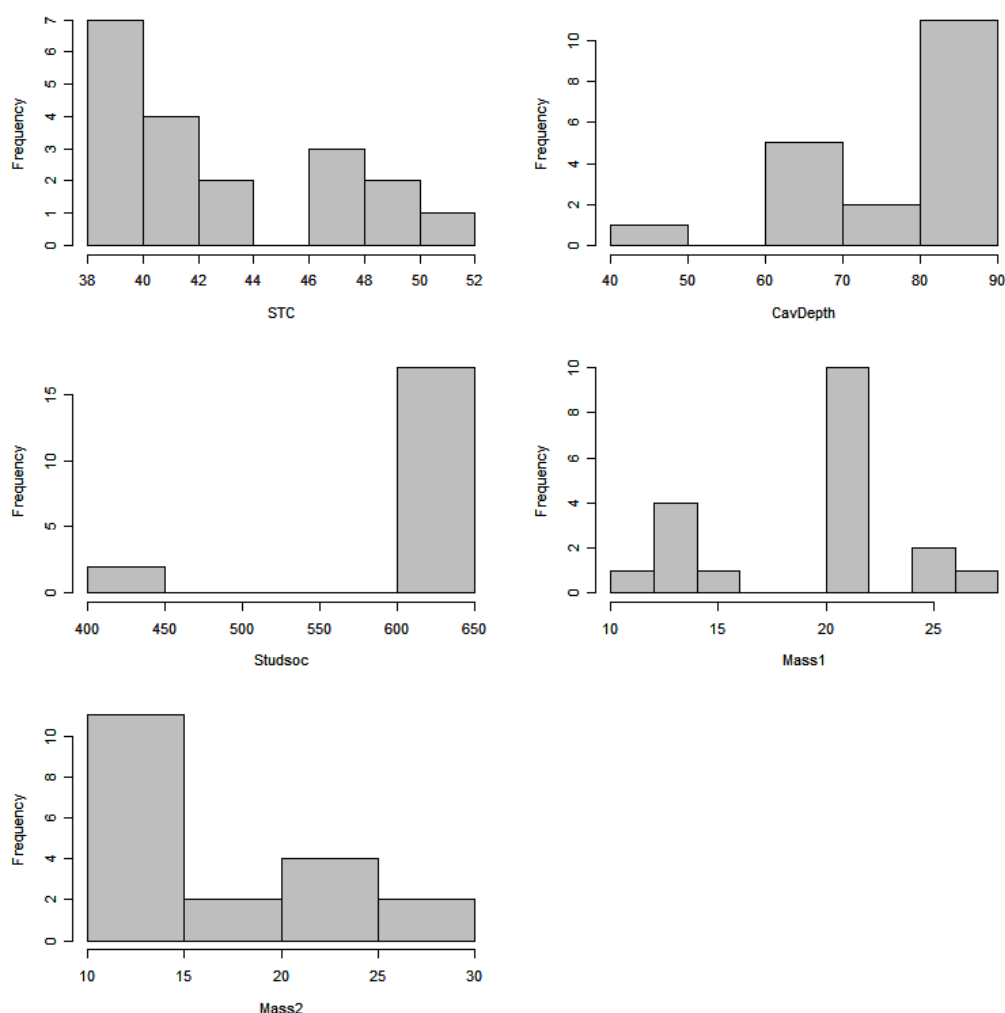 Frequency
0 1 2 3 4 5 6 7
38 40 42 44 46 48 50 52
STC
Frequency
0 2 4 6 8 10
40 50 60 70 80 90
CavDepth
Frequency
0 5 10 15
400 450 500 550 600 650
Studsoc
Frequency
0 2 4 6 8 10
10 15 20 25
Mass1
Frequency
0 2 4 6 8 10
10 15 20 25 30
Mass2